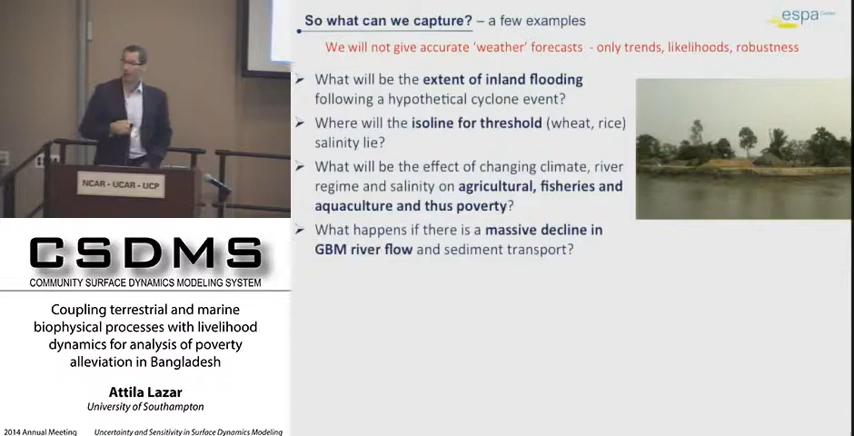 So what can we capture? – a few examples
espa
We will not give accurate 'weather' forecasts - only trends, likelihoods, robustness
What will be the extent of inland flooding
following a hypothetical cyclone event?
Where will the isoline for threshold (wheat, rice)
salinity lie?
What will be the effect of changing climate, river
regime and salinity on agricultural, fisheries and
aquaculture and thus poverty?
What happens if there is a massive decline in
GBM river flow and sediment transport?
NCAR - UCAR - UCP
CSDMS
COMMUNITY SURFACE DYNAMICS MODELING SYSTEM
Coupling terrestrial and marine
biophysical processes with livelihood
dynamics for analysis of poverty
alleviation in Bangladesh
Attila Lazar
University of Southampton
2014 Annual Meeting Uncertainty and Sensitivity in Surface Dynamics Modeling